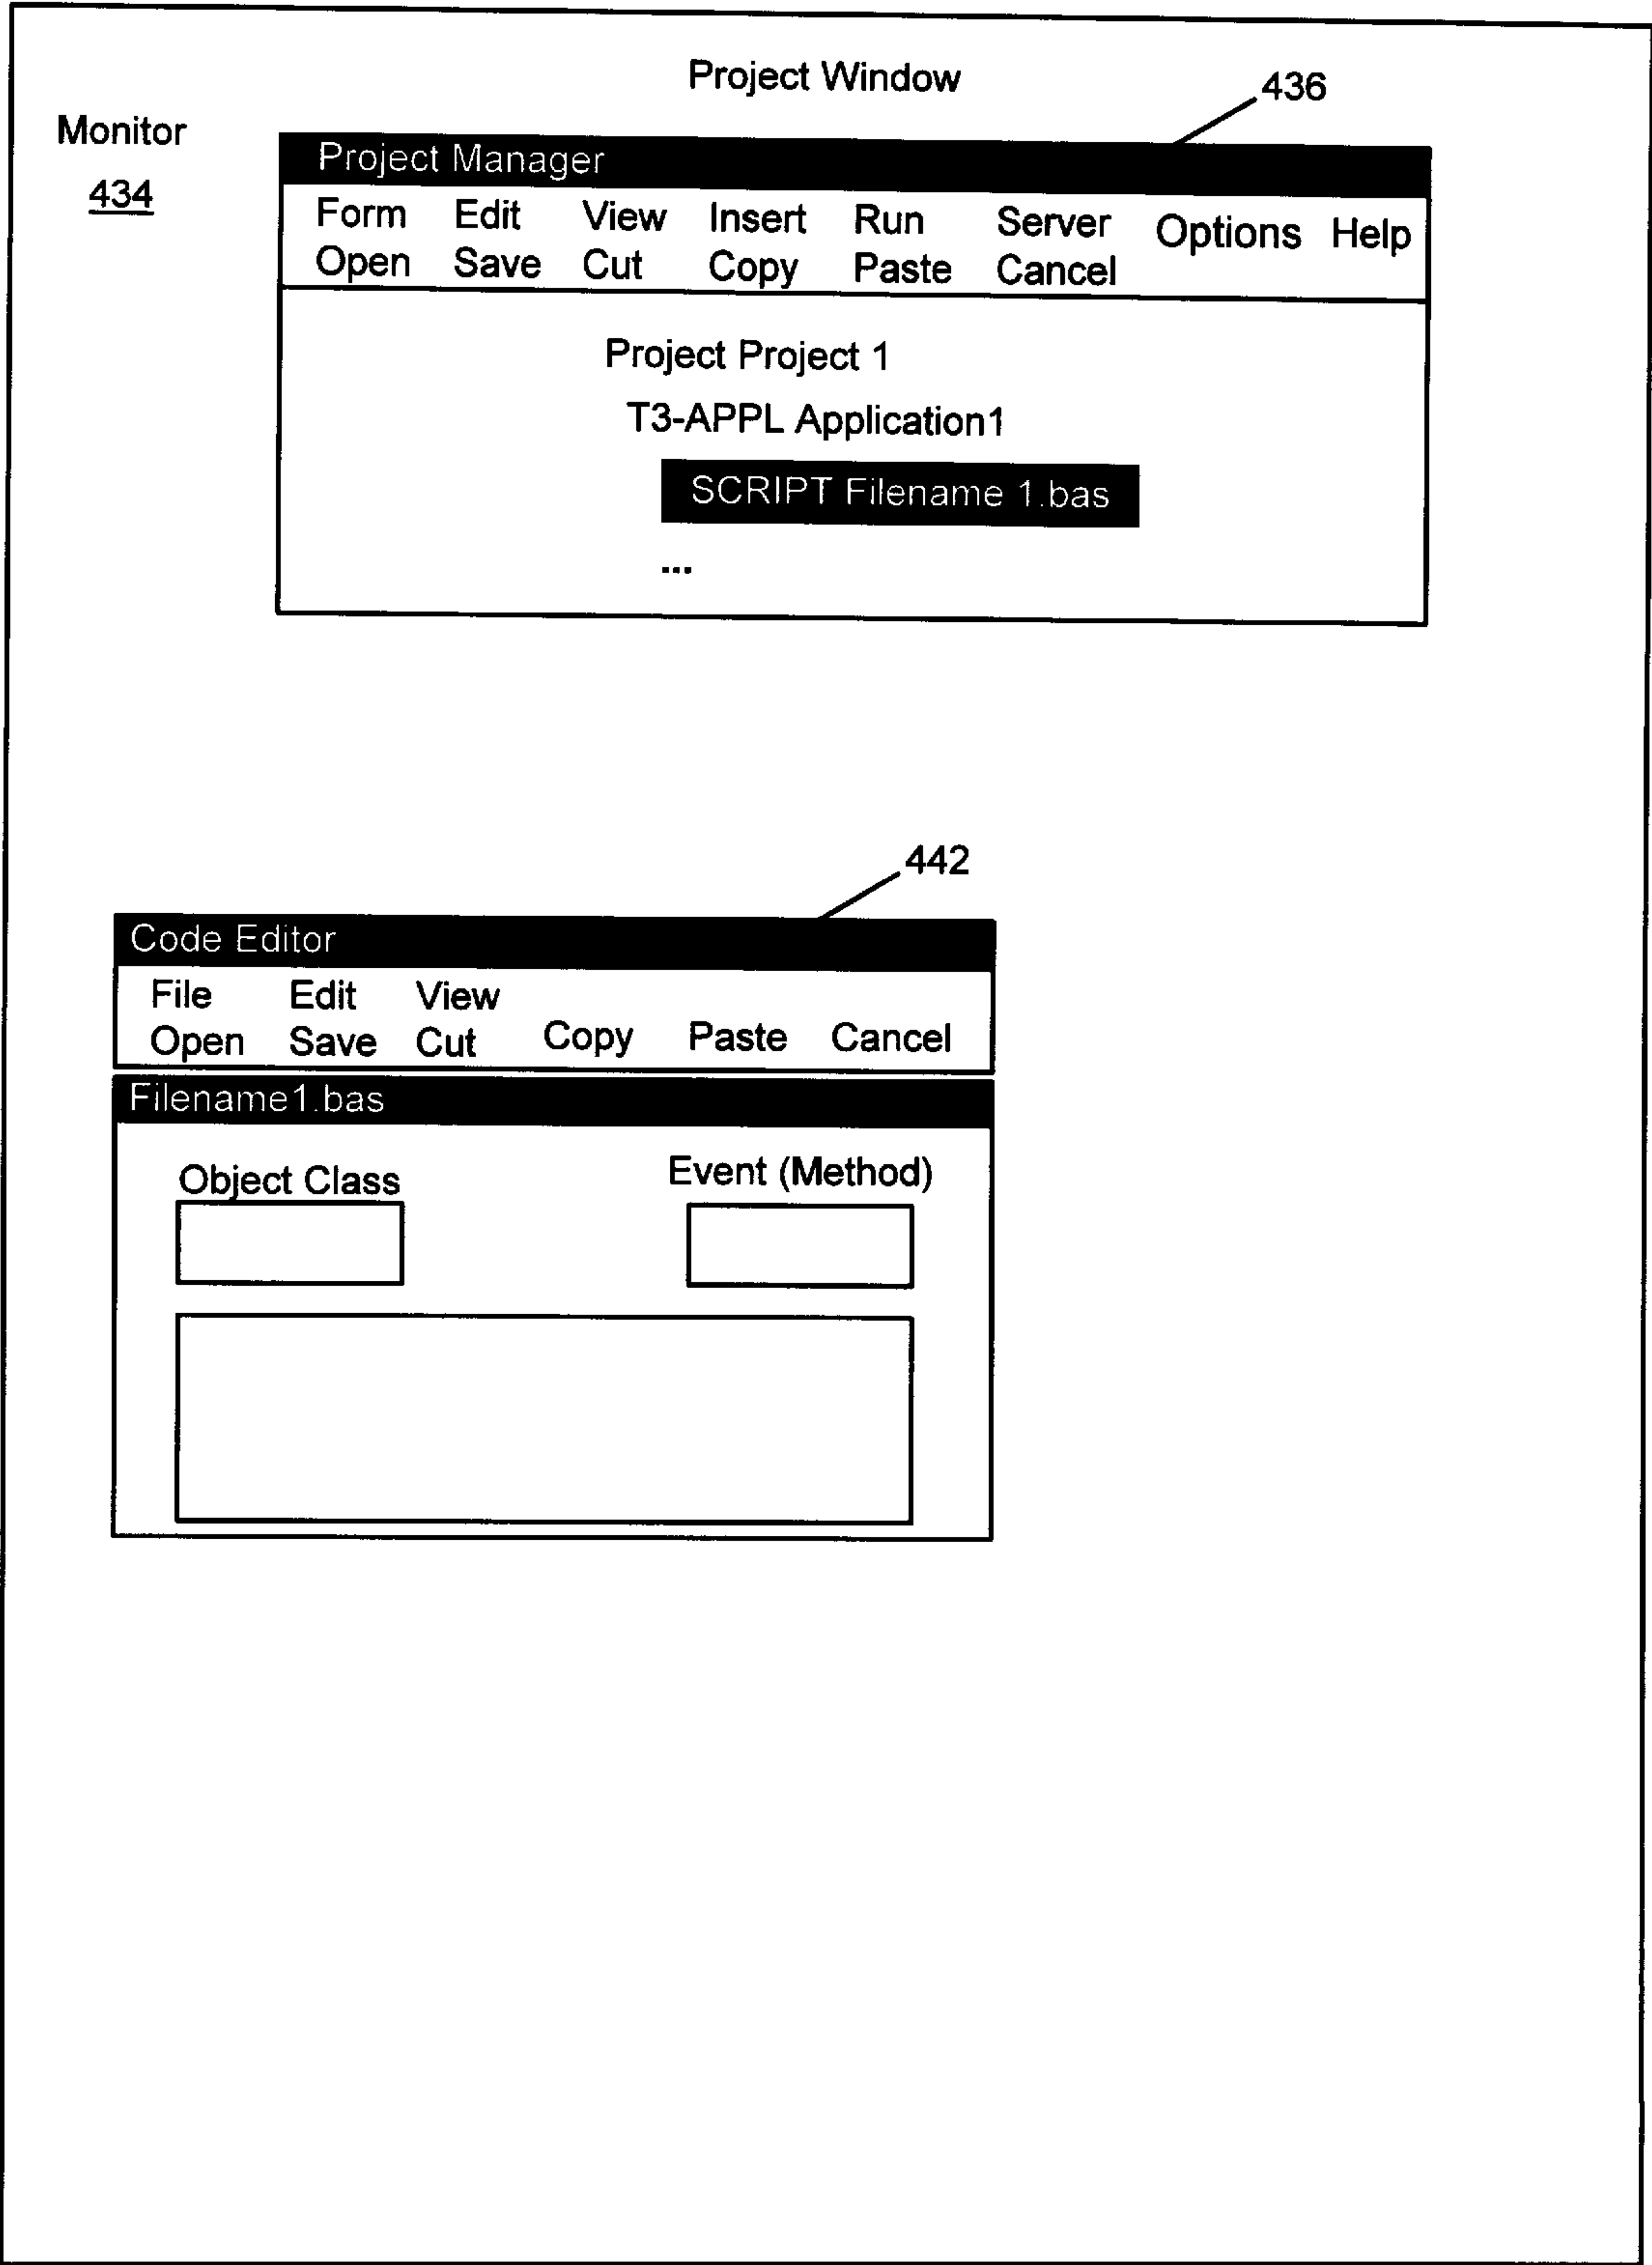 Project Window
436
Monitor
434
Project Manager
Form Edit View Insert Run Server Options Help
Open Save Cut Copy Paste Cancel
Project Project 1
T3-APPL Application1
SCRIPT Filename 1.bas
...
442
Code Editor
File Edit View
Open Save Cut Copy Paste Cancel
Filename1.bas
Object Class Event (Method)